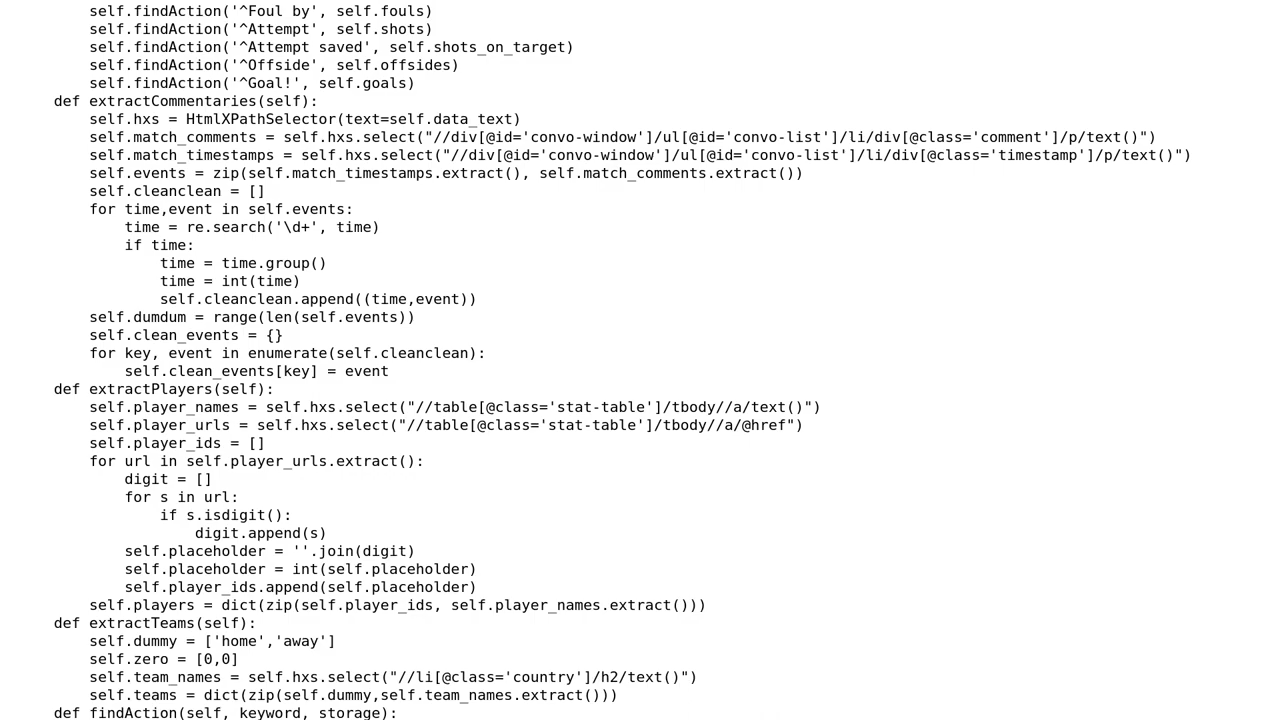 self.findAction('^Foul by', self.fouls)
self.findAction('^Attempt', self.shots)
self.findAction('^Attempt saved', self.shots_on_target)
self.findAction('^Offside', self.offsides)
self.findAction('^Goal!', self.goals)
def extractCommentaries(self):
self.hxs = HtmlXPathSelector(text=self.data_text)
self.match_comments = self.hxs.select("//div[@id='convo-window']/ul[@id='convo-list']/li/div[@class='comment']/p/text()")
self.match_timestamps = self.hxs.select("//div[@id='convo-window']/ul[@id='convo-list']/li/div[@class='timestamp']/p/text()")
self.events = zip(self.match_timestamps.extract(), self.match_comments.extract())
self.cleanclean = []
for time,event in self.events:
time = re.search('\d+', time)
if time:
time = time.group()
time = int(time)
self.cleanclean.append((time,event))
self.dumdum = range(len(self.events))
self.clean_events = {}
for key, event in enumerate(self.cleanclean):
self.clean_events[key] = event
def extractPlayers(self):
self.player_names = self.hxs.select("//table[@class='stat-table']/tbody//a/text()")
self.player_urls = self.hxs.select("//table[@class='stat-table']/tbody//a/@href")
self.player_ids = []
for url in self.player_urls.extract():
digit = []
for s in url:
if s.isdigit():
digit.append(s)
self.placeholder = ''.join(digit)
self.placeholder = int(self.placeholder)
self.player_ids.append(self.placeholder)
self.players = dict(zip(self.player_ids, self.player_names.extract()))
def extractTeams(self):
self.dummy = ['home','away']
self.zero = [0,0]
self.team_names = self.hxs.select("//li[@class='country']/h2/text()")
self.teams = dict(zip(self.dummy,self.team_names.extract()))
def findAction(self, keyword, storage):